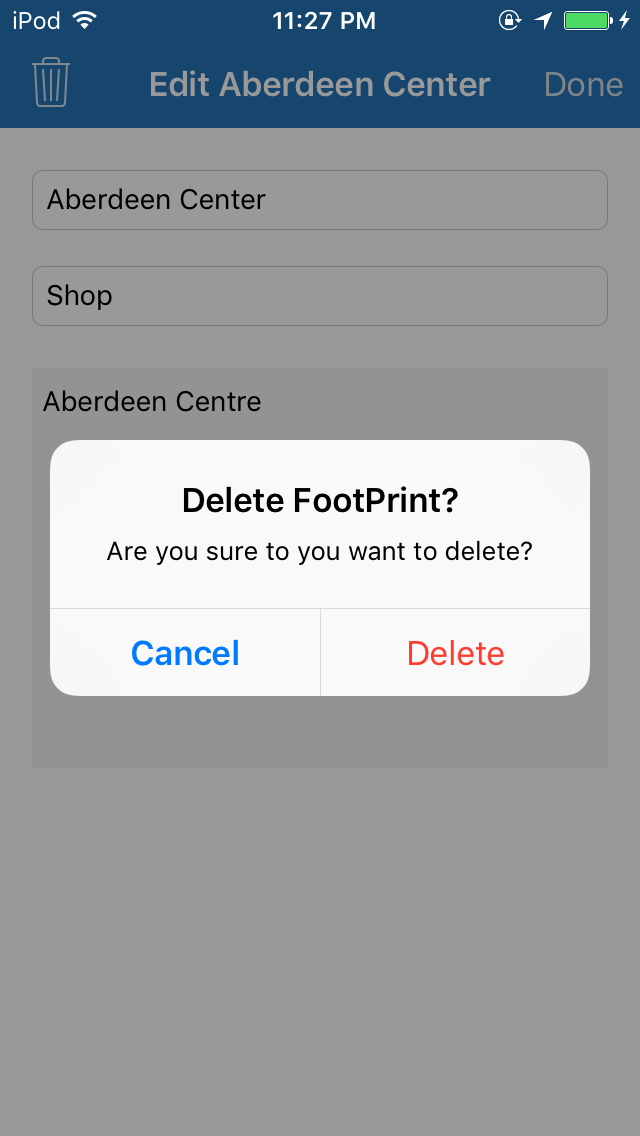 iPod 11:27 PM
Edit Aberdeen Center Done
Aberdeen Center
Shop
Aberdeen Centre
Delete FootPrint?
Are you sure to you want to delete?
Cancel Delete